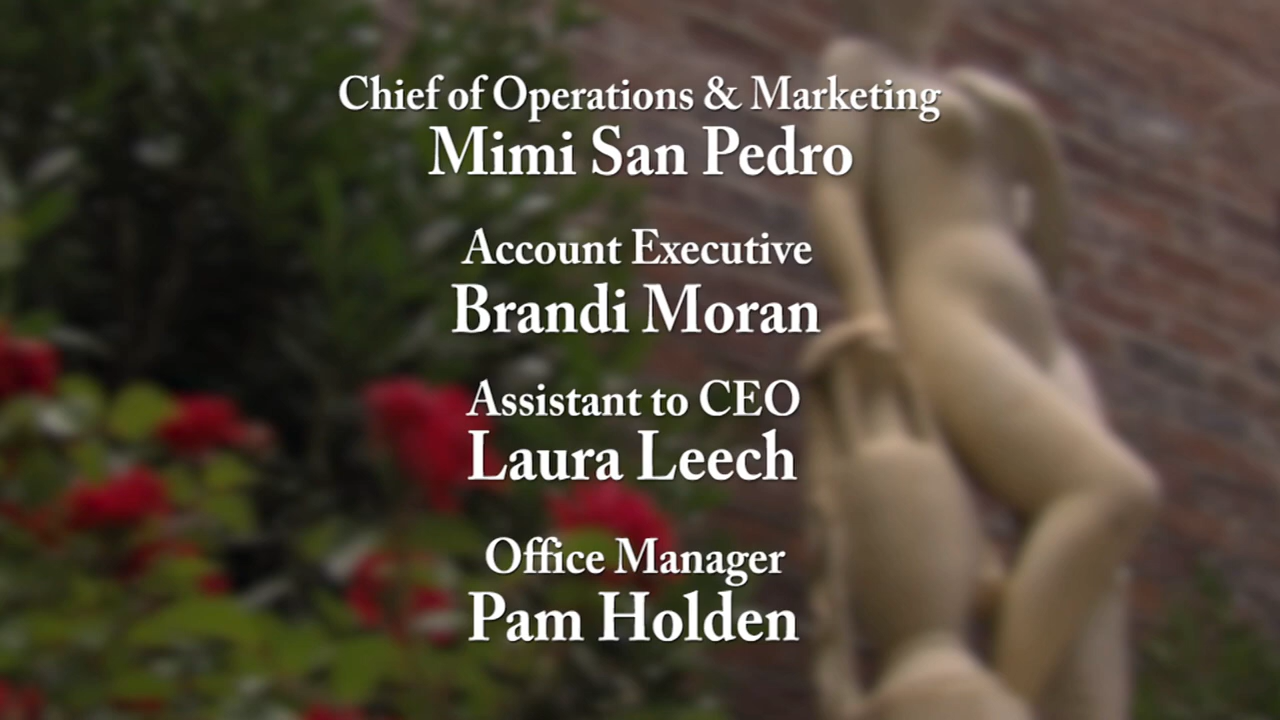 Chief of Operations & Marketing
Mimi San Pedro
Account Executive
Brandi Moran
Assistant to CEO
Laura Leech
Office Manager
Pam Holden